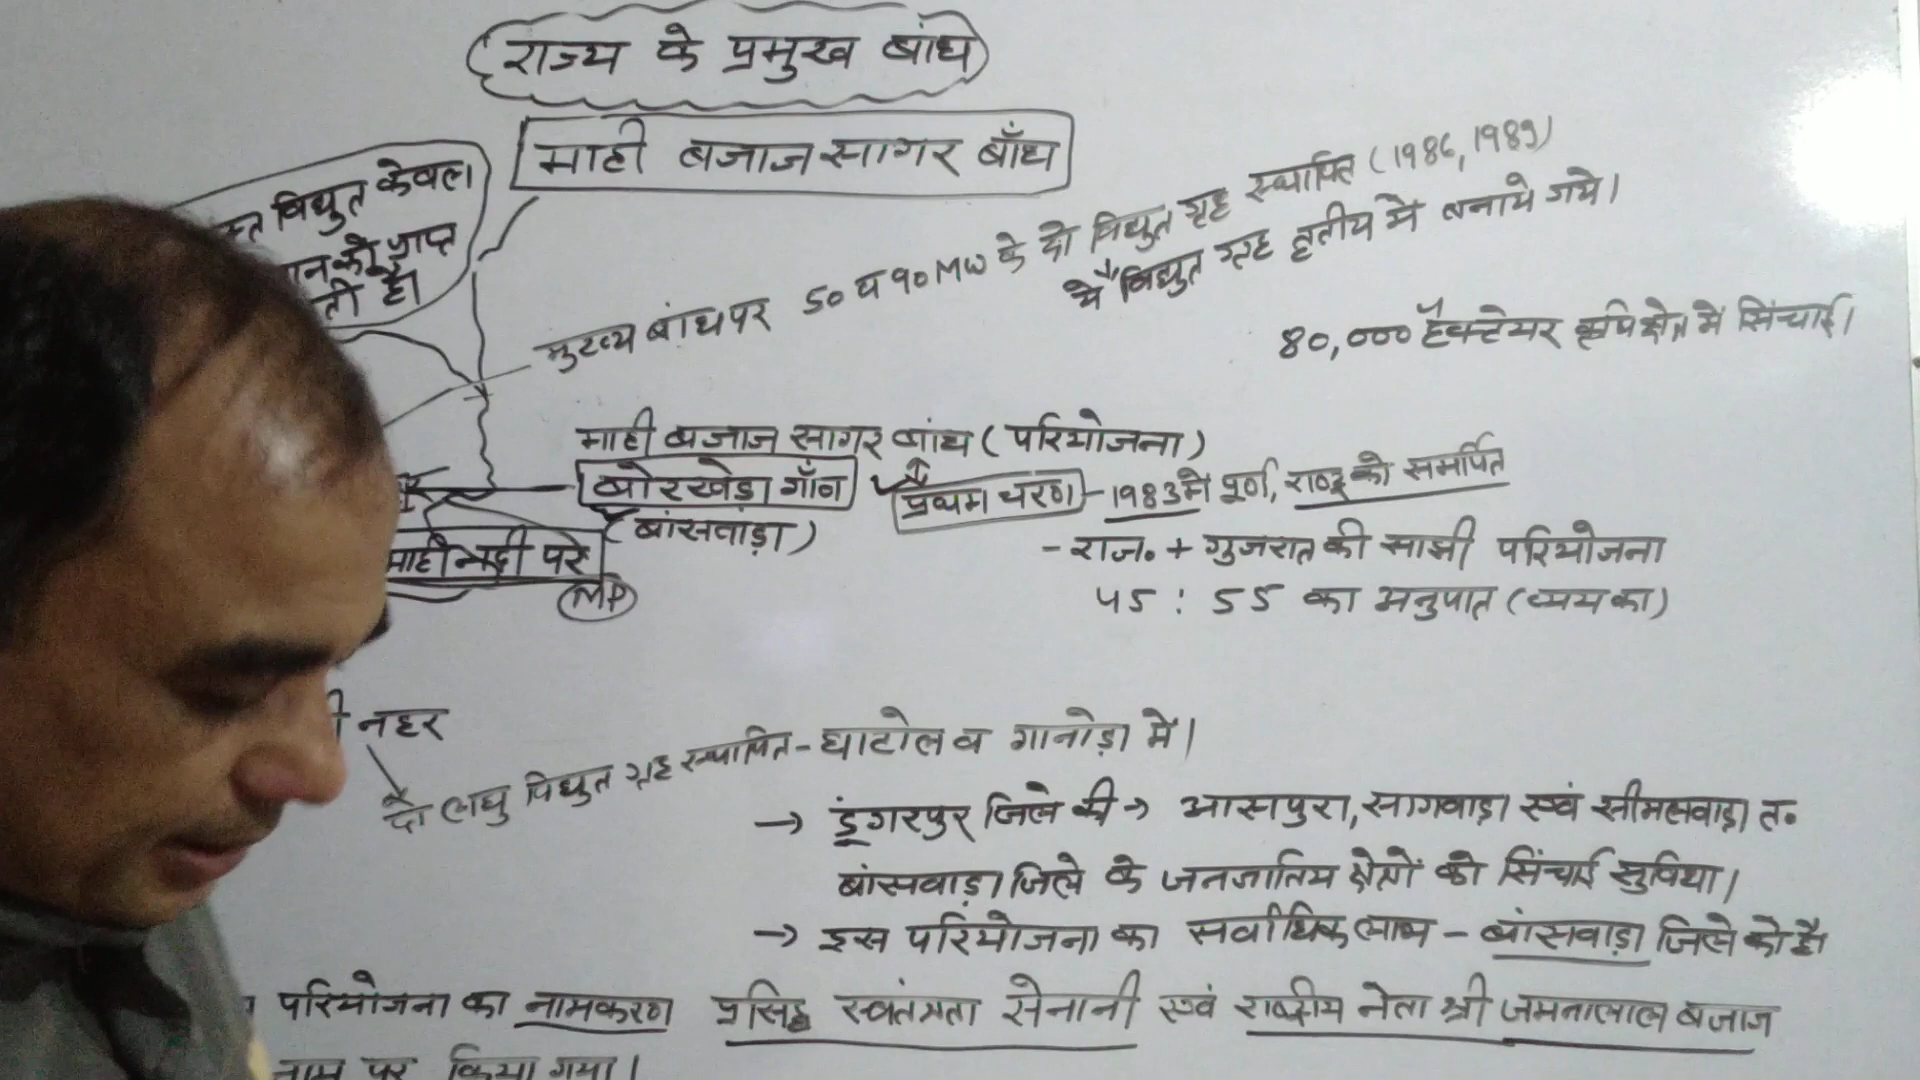 राज्य के प्रमुख बांध
माही बजाज सागर बाँध
विद्युत केवल
को प्राप्त
ती है।
मुख्य बांध पर 50 व 90 MW के दो विद्युत गृह स्थापित (1986, 1989)
ये विद्युत गृह तृतीय में बनाये गये।
80,000 हैक्टेयर कृषि क्षेत्र में सिंचाई।
माही बजाज सागर बांध (परियोजना)
बोरखेड़ा गाँव
(बांसवाड़ा)
प्रथम चरण - 1983 में पूर्ण, राष्ट्र को समर्पित
माही नदी पर
(MP)
- राज. + गुजरात की साझी परियोजना
45 : 55 का अनुपात (व्यय का)
नहर
दो लघु विद्युत गृह स्थापित - घाटोल व गानोड़ा में।
→ डूंगरपुर जिले की → आसपुरा, सागवाड़ा एवं सीमलवाड़ा त.
बांसवाड़ा जिले के जनजातिय क्षेत्रों को सिंचाई सुविधा।
→ इस परियोजना का सर्वाधिक लाभ - बांसवाड़ा जिले को है
परियोजना का नामकरण प्रसिद्ध स्वतंत्रता सेनानी एवं राष्ट्रीय नेता श्री जमनालाल बजाज
नाम पर किया गया।